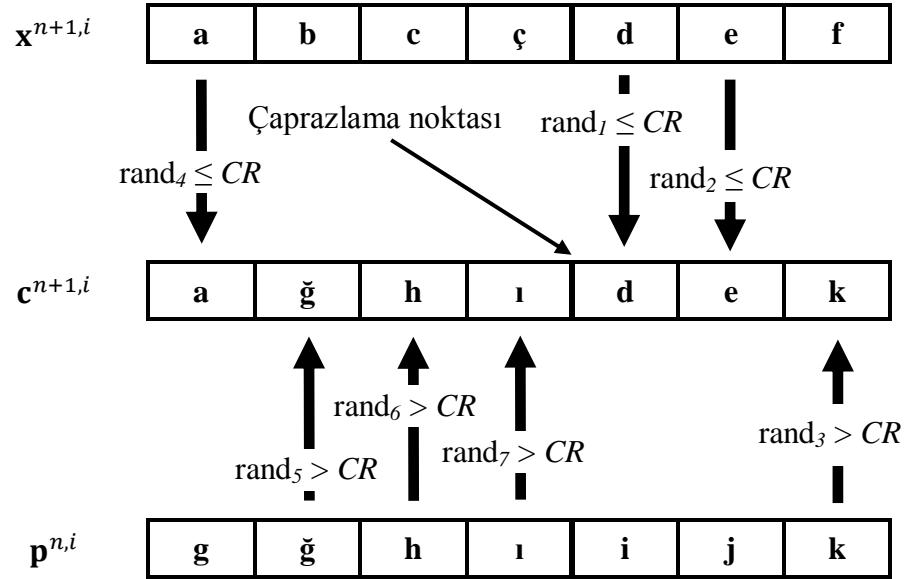 x^{n+1,i} a b c ç d e f
Çaprazlama noktası
rand_1 ≤ CR
rand_4 ≤ CR
rand_2 ≤ CR
c^{n+1,i} a ğ h ı d e k
rand_6 > CR
rand_3 > CR
rand_7 > CR
rand_5 > CR
p^{n,i} g ğ h ı i j k